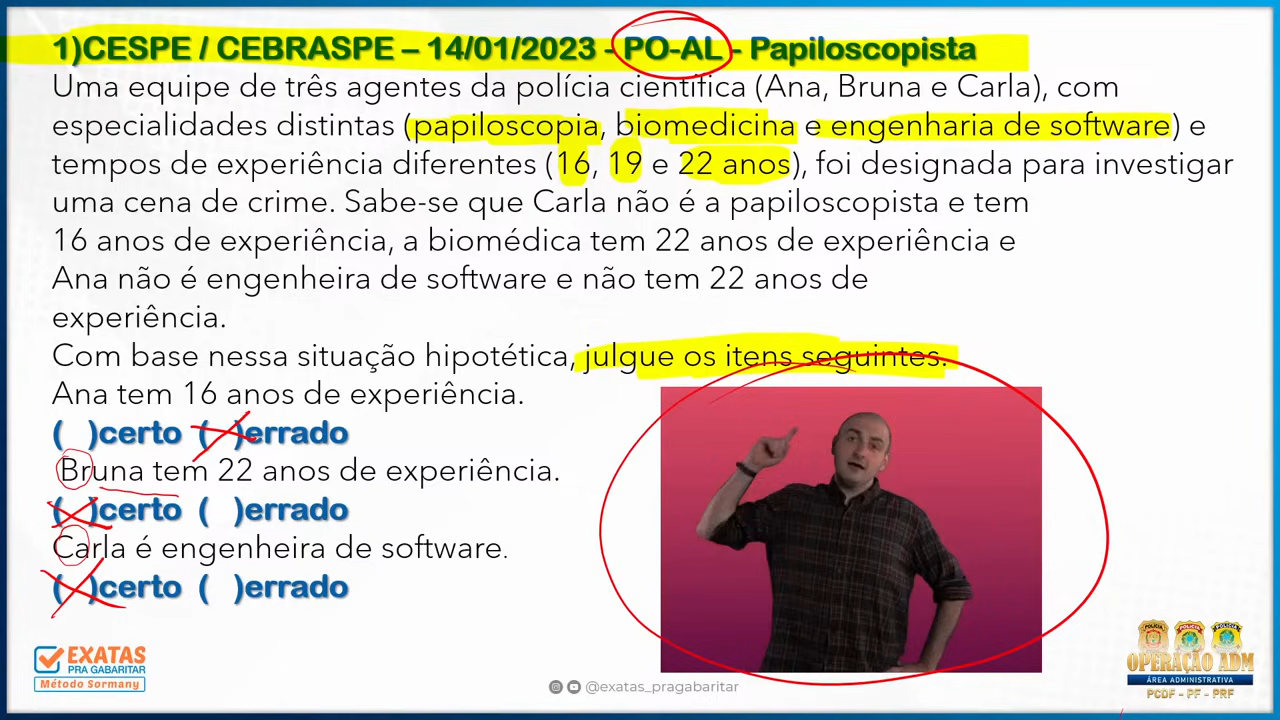 1)CESPE / CEBRASPE – 14/01/2023 - PO-AL - Papiloscopista
Uma equipe de três agentes da polícia científica (Ana, Bruna e Carla), com
especialidades distintas (papiloscopia, biomedicina e engenharia de software) e
tempos de experiência diferentes (16, 19 e 22 anos), foi designada para investigar
uma cena de crime. Sabe-se que Carla não é a papiloscopista e tem
16 anos de experiência, a biomédica tem 22 anos de experiência e
Ana não é engenheira de software e não tem 22 anos de
experiência.
Com base nessa situação hipotética, julgue os itens seguintes.
Ana tem 16 anos de experiência.
( )certo ( )errado
Bruna tem 22 anos de experiência.
( )certo ( )errado
Carla é engenheira de software.
( )certo ( )errado
EXATAS
PRA GABARITAR
Método Sormany
@exatas_pragabaritar
POLÍCIA POLÍCIA POLÍCIA
OPERAÇÃO ADM
ÁREA ADMINISTRATIVA
PCDF - PF - PRF